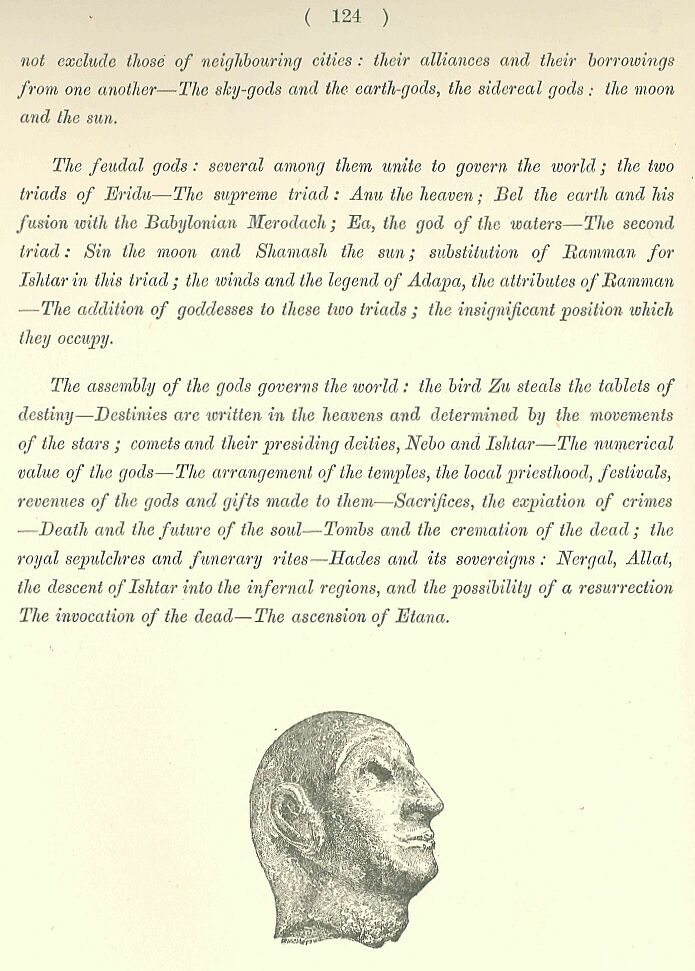 ( 124 )
not exclude those of neighbouring cities : their alliances and their borrowings
from one another—The sky-gods and the earth-gods, the sidereal gods : the moon
and the sun.
The feudal gods : several among them unite to govern the world ; the two
triads of Eridu—The supreme triad : Anu the heaven ; Bel the earth and his
fusion with the Babylonian Merodach ; Ea, the god of the waters—The second
triad : Sin the moon and Shamash the sun ; substitution of Ramman for
Ishtar in this triad ; the winds and the legend of Adapa, the attributes of Ramman
—The addition of goddesses to these two triads ; the insignificant position which
they occupy.
The assembly of the gods governs the world : the bird Zu steals the tablets of
destiny—Destinies are written in the heavens and determined by the movements
of the stars ; comets and their presiding deities, Nebo and Ishtar—The numerical
value of the gods—The arrangement of the temples, the local priesthood, festivals,
revenues of the gods and gifts made to them—Sacrifices, the expiation of crimes
—Death and the future of the soul—Tombs and the cremation of the dead ; the
royal sepulchres and funerary rites—Hades and its sovereigns : Nergal, Allat,
the descent of Ishtar into the infernal regions, and the possibility of a resurrection
The invocation of the dead—The ascension of Etana.